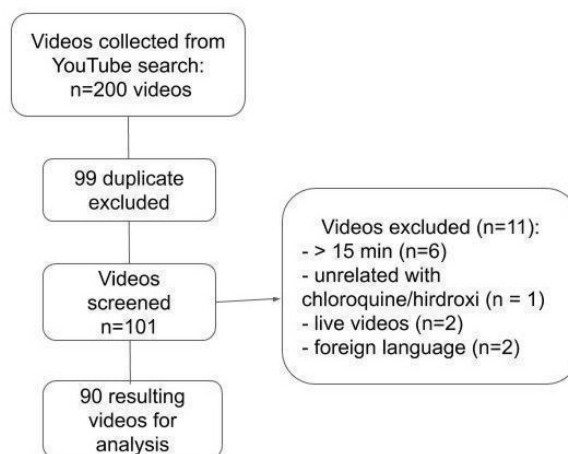 Videos collected from
YouTube search:
n=200 videos
99 duplicate
excluded
Videos
screened
n=101
Videos excluded (n=11):
- > 15 min (n=6)
- unrelated with
chloroquine/hirdroxi (n = 1)
- live videos (n=2)
- foreign language (n=2)
90 resulting
videos for
analysis